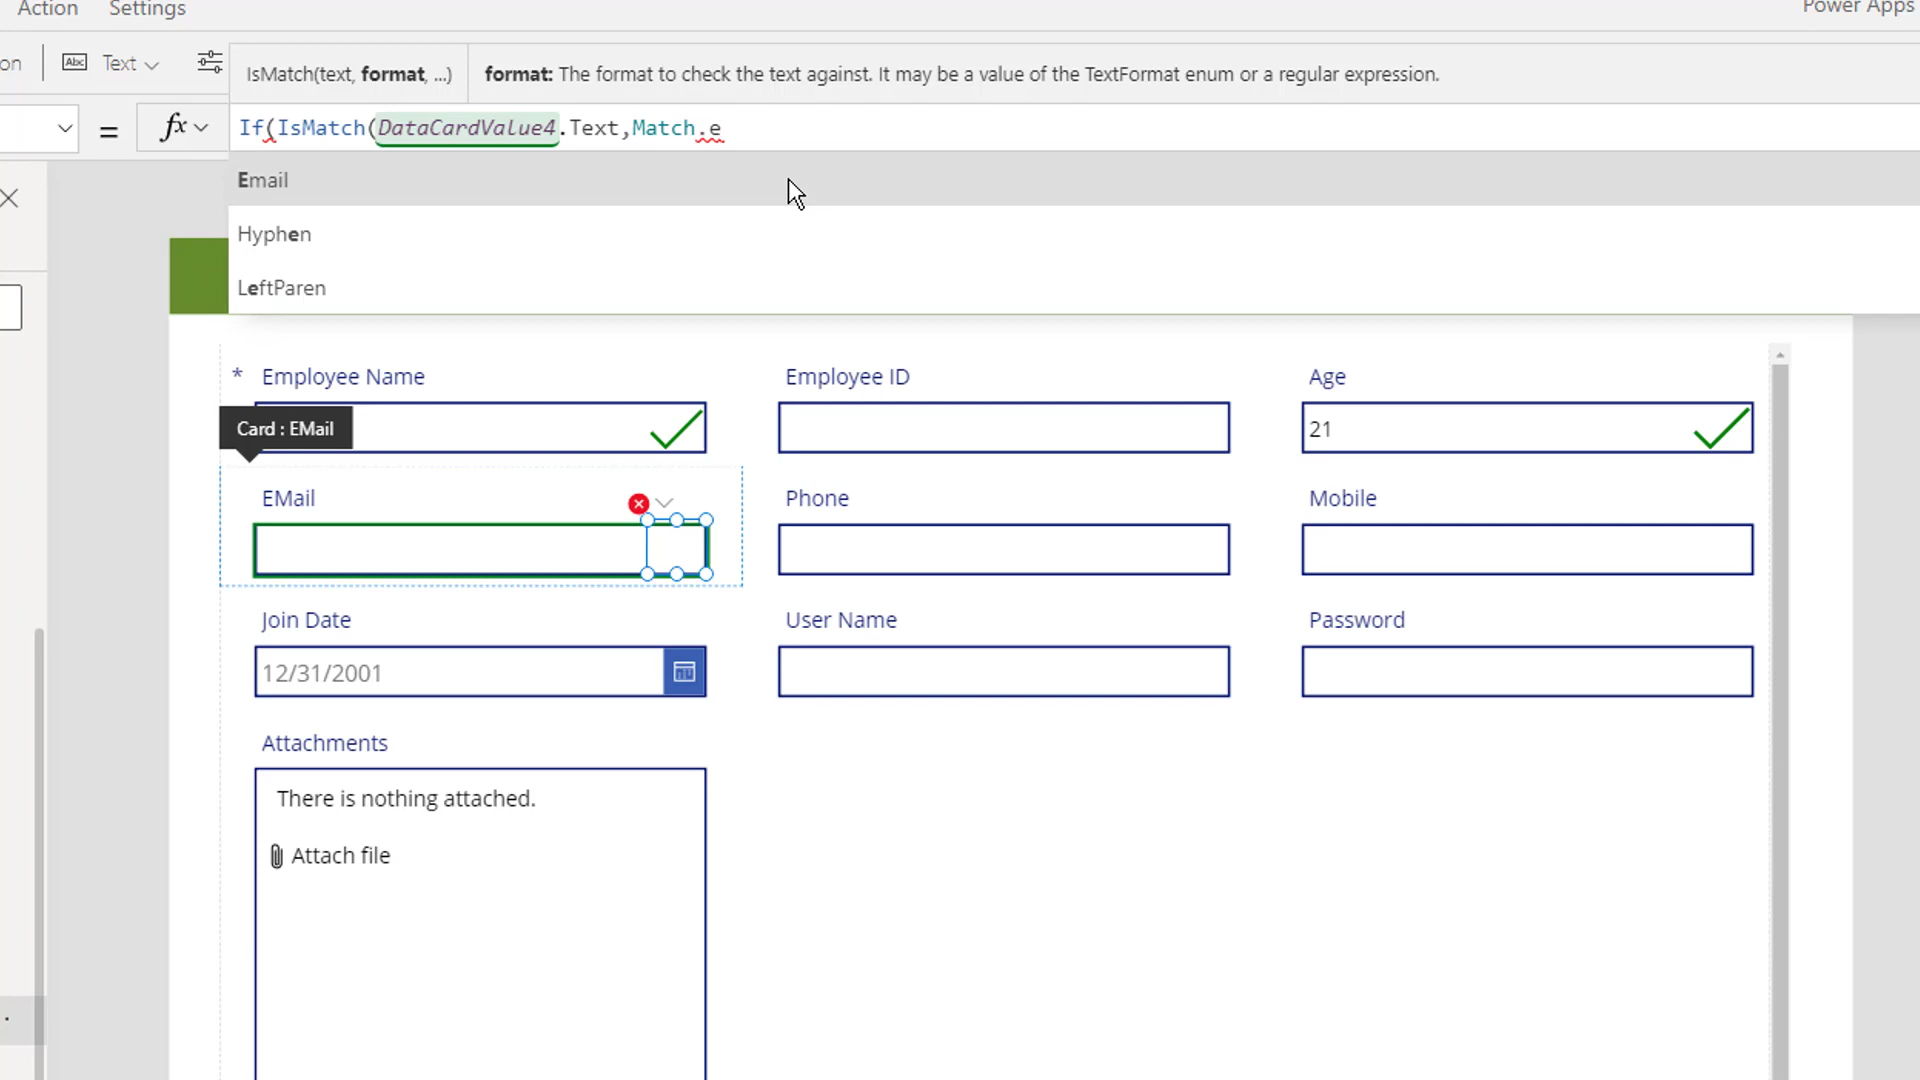 Action Settings Power Apps
on Abc Text IsMatch(text, format, ...) format: The format to check the text against. It may be a value of the TextFormat enum or a regular expression.
= fx If(IsMatch(DataCardValue4.Text,Match.e
Email
Hyphen
LeftParen
* Employee Name Employee ID Age
Card : EMail 21
EMail Phone Mobile
Join Date User Name Password
12/31/2001
Attachments
There is nothing attached.
Attach file